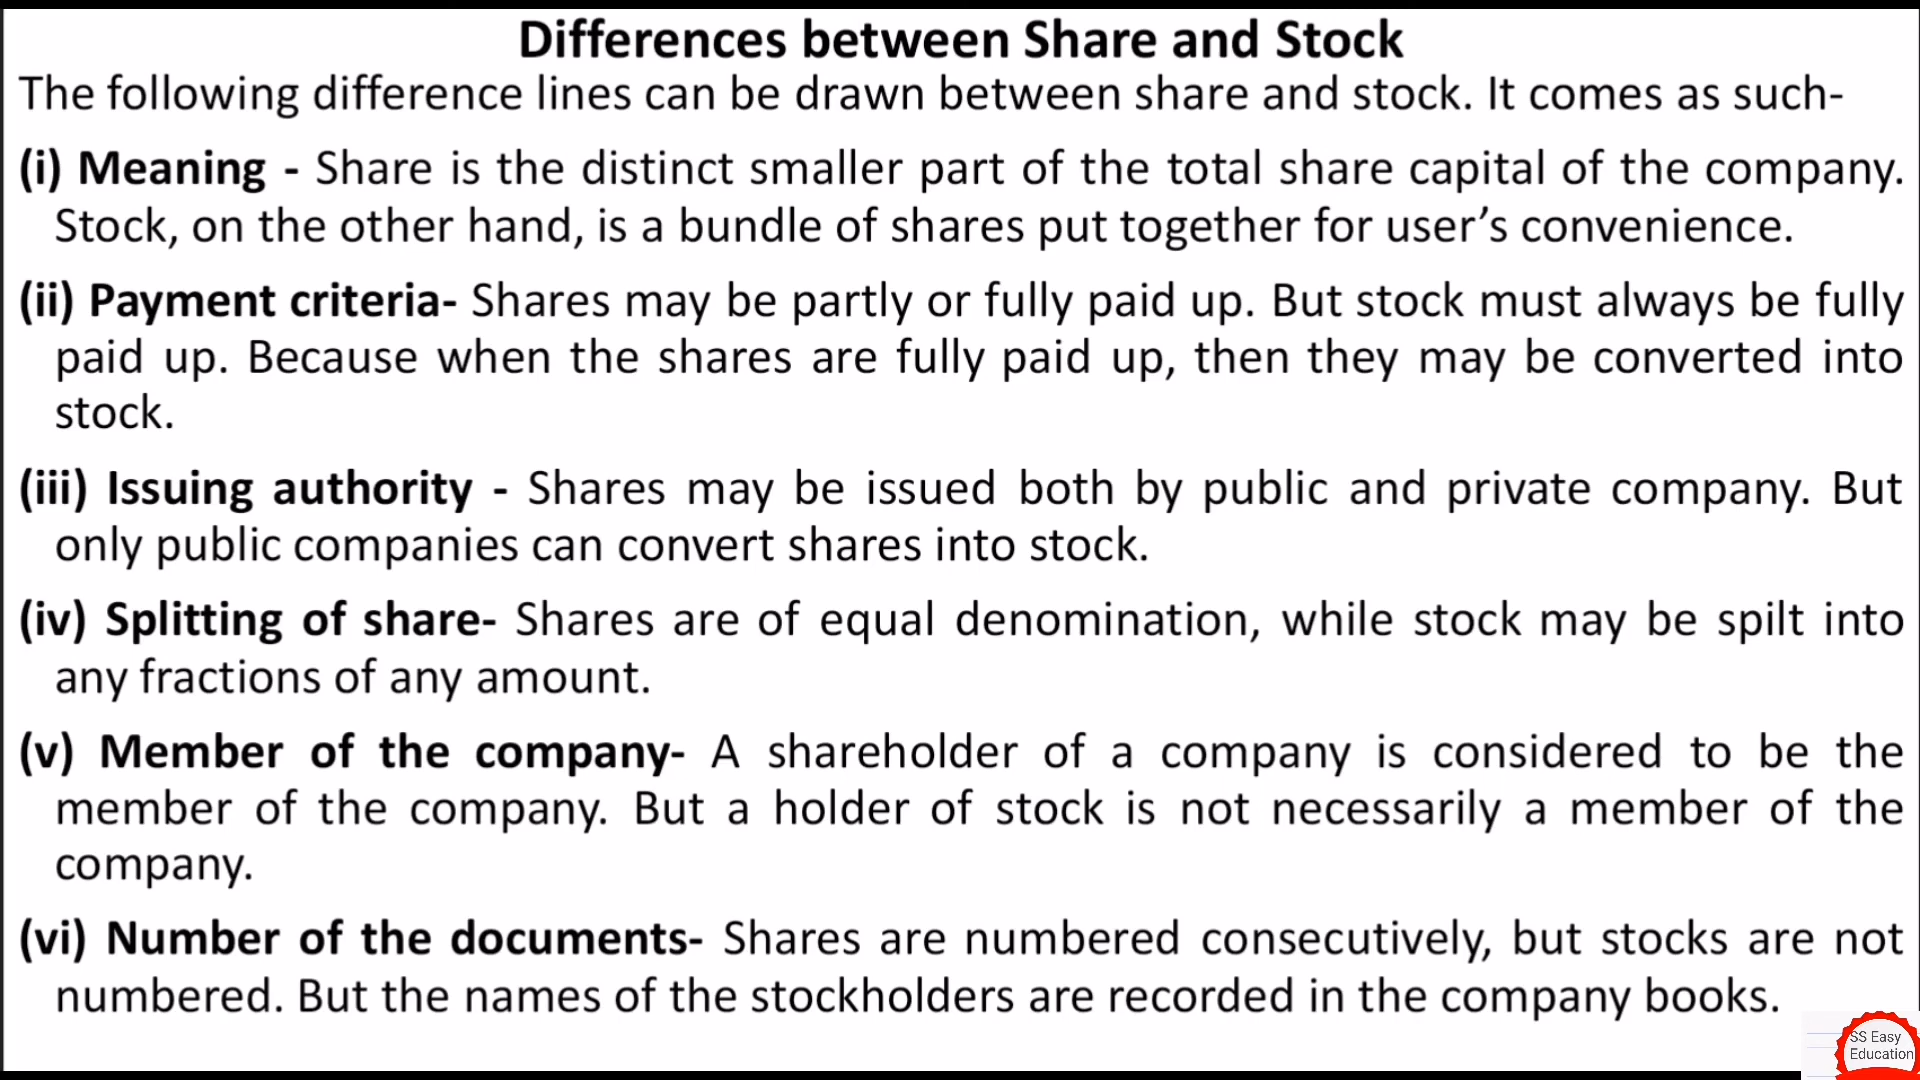 Differences between Share and Stock
The following difference lines can be drawn between share and stock. It comes as such-
(i) Meaning - Share is the distinct smaller part of the total share capital of the company.
Stock, on the other hand, is a bundle of shares put together for user’s convenience.
(ii) Payment criteria- Shares may be partly or fully paid up. But stock must always be fully
paid up. Because when the shares are fully paid up, then they may be converted into
stock.
(iii) Issuing authority - Shares may be issued both by public and private company. But
only public companies can convert shares into stock.
(iv) Splitting of share- Shares are of equal denomination, while stock may be spilt into
any fractions of any amount.
(v) Member of the company- A shareholder of a company is considered to be the
member of the company. But a holder of stock is not necessarily a member of the
company.
(vi) Number of the documents- Shares are numbered consecutively, but stocks are not
numbered. But the names of the stockholders are recorded in the company books.
SS Easy
Education